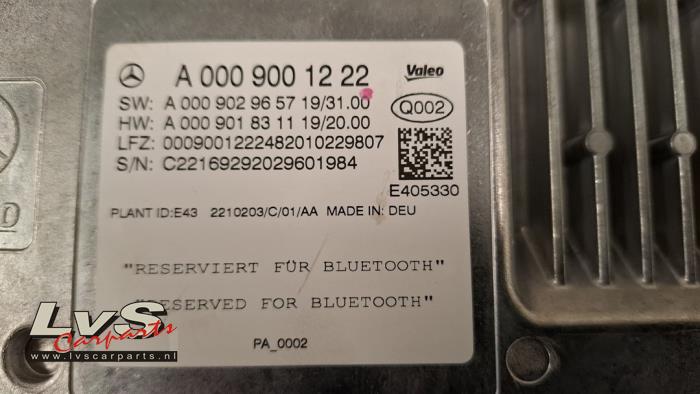 A 000 900 12 22
Valeo
SW: A 000 902 96 57 19/31.00
Q002
HW: A 000 901 83 11 19/20.00
LFZ: 0009001222482010229807
S/N: C22169292029601984
E405330
PLANT ID:E43 2210203/C/01/AA MADE IN: DEU
"RESERVIERT FÜR BLUETOOTH"
RESERVED FOR BLUETOOTH"
LvS
Carparts
www.lvscarparts.nl
PA_0002